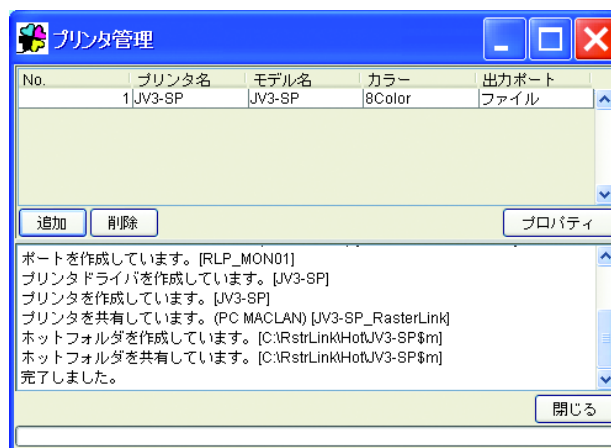 プリンタ管理
No. プリンタ名 モデル名 カラー 出力ポート
1 JV3-SP JV3-SP 8Color ファイル
追加 削除 プロパティ
ポートを作成しています。[RLP_MON01]
プリンタドライバを作成しています。[JV3-SP]
プリンタを作成しています。[JV3-SP]
プリンタを共有しています。(PC MACLAN) [JV3-SP_RasterLink]
ホットフォルダを作成しています。[C:\RstrLink\Hot\JV3-SP$m]
ホットフォルダを共有しています。[C:\RstrLink\Hot\JV3-SP$m]
完了しました。
閉じる